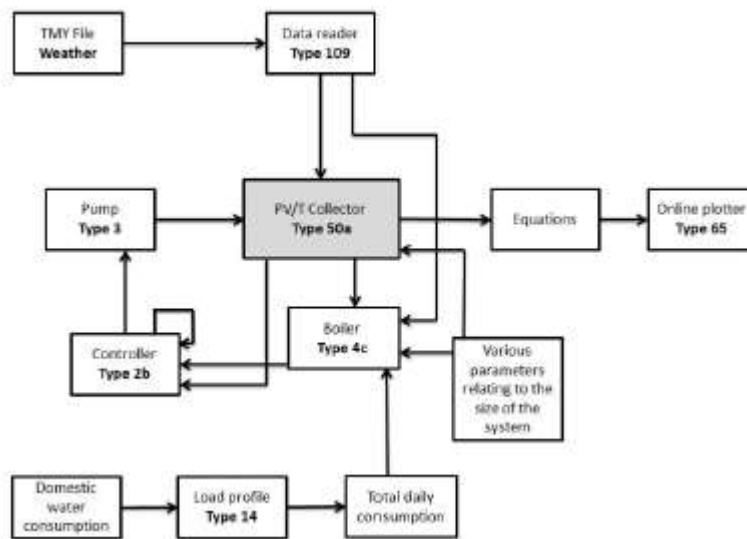 TMY File
Weather
Data reader
Type 109
Pump
Type 3
PV/T Collector
Type 50a
Equations
Online plotter
Type 65
Controller
Type 2b
Boiler
Type 4c
Various
parameters
relating to the
size of the
system
Domestic
water
consumption
Load profile
Type 14
Total daily
consumption